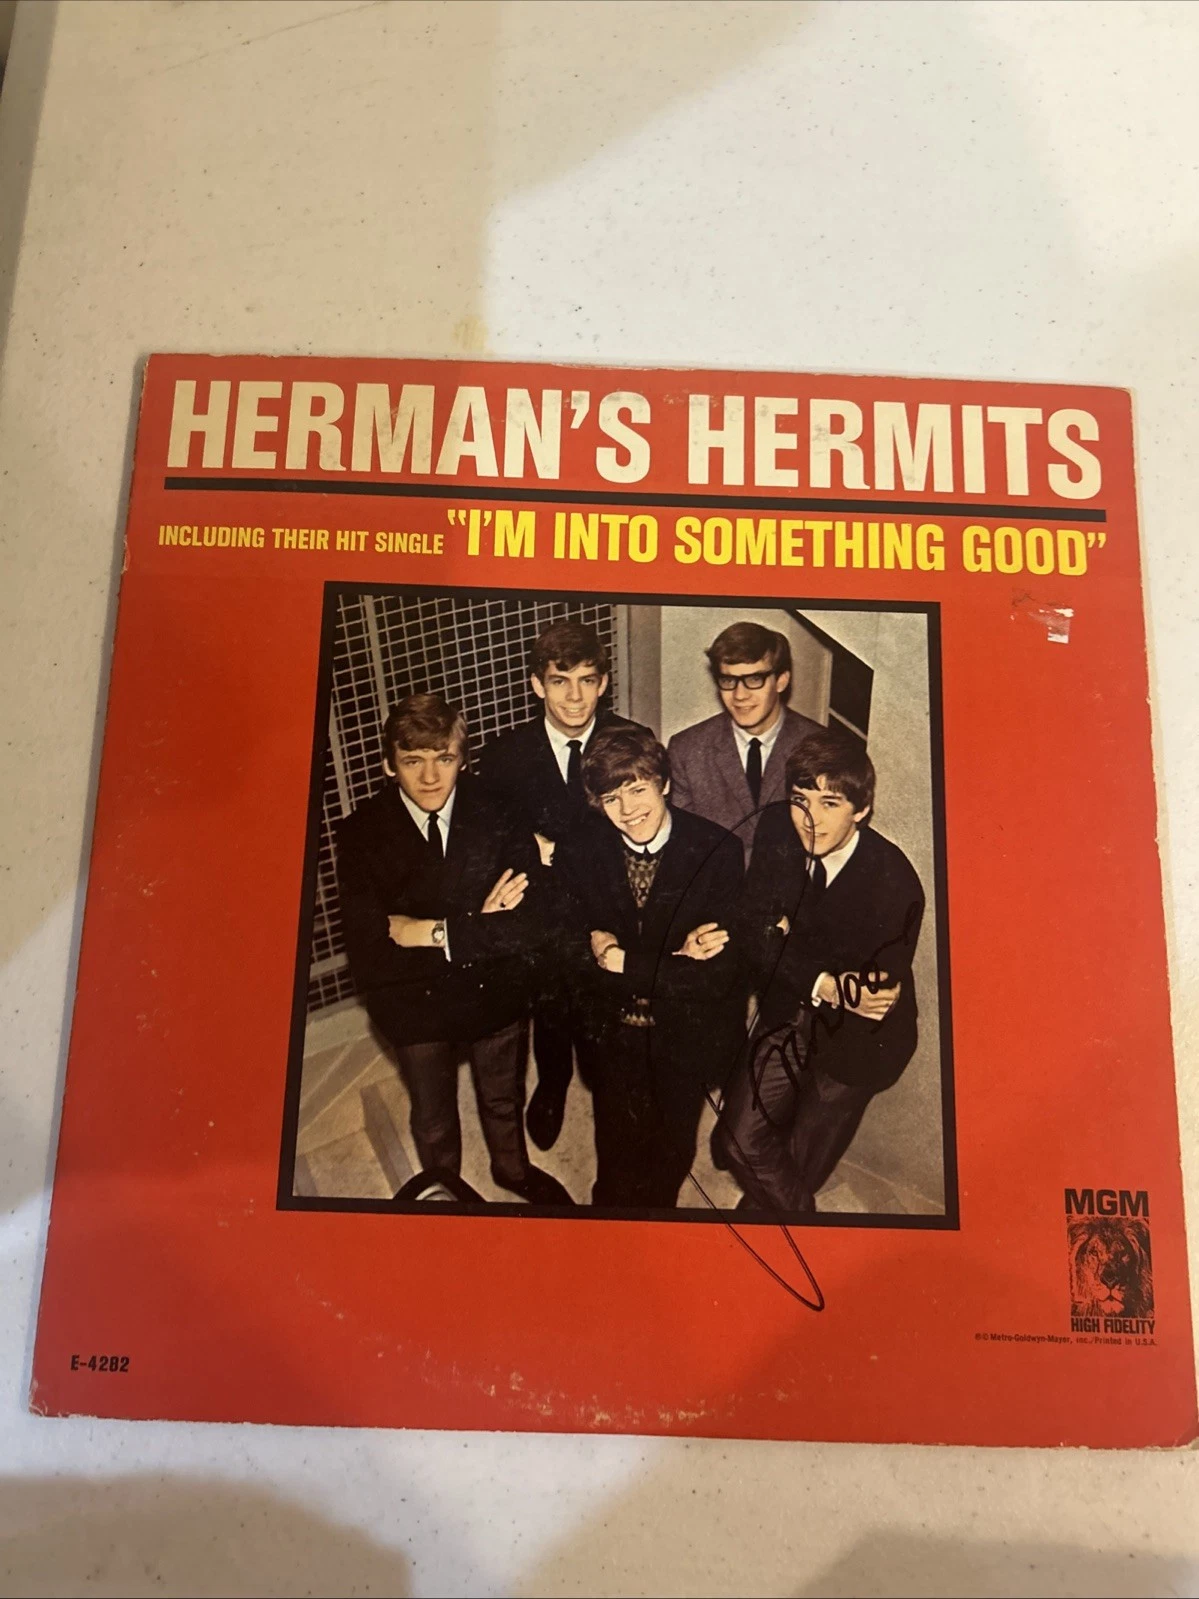 HERMAN'S HERMITS
INCLUDING THEIR HIT SINGLE "I'M INTO SOMETHING GOOD"
MGM
HIGH FIDELITY
©© Metro-Goldwyn-Mayer, Inc./Printed in U.S.A.
E-4282